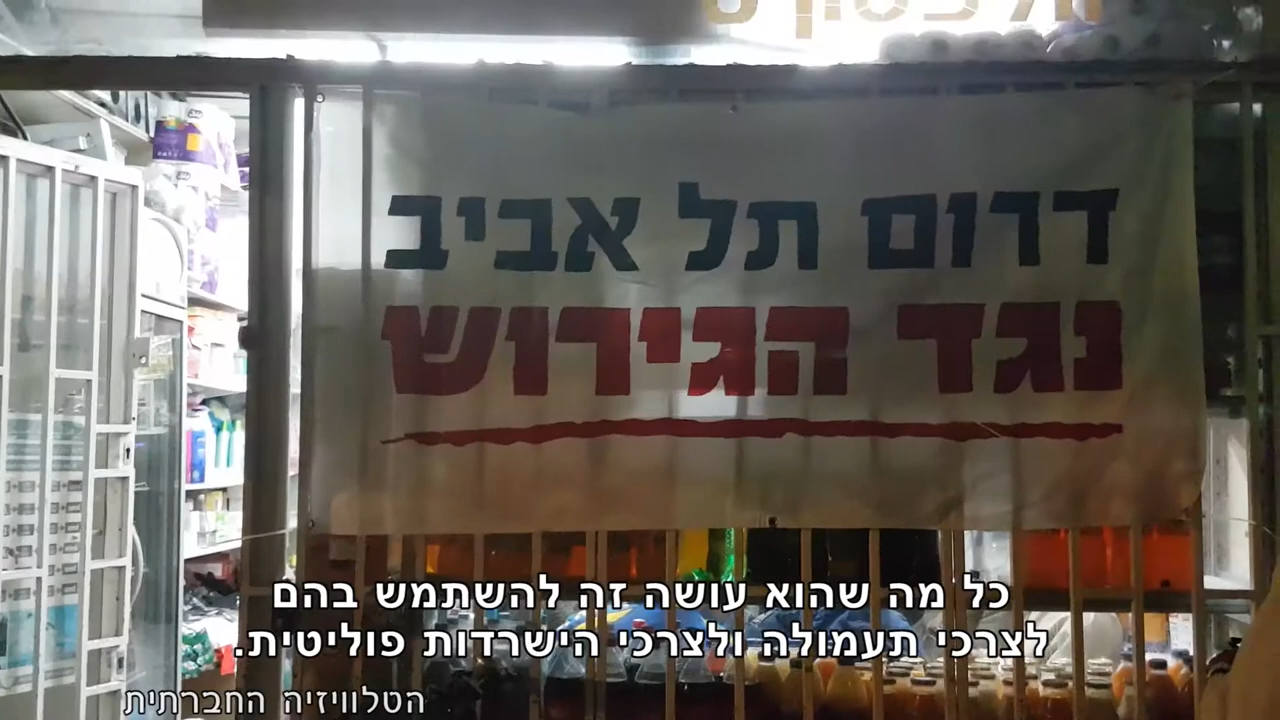 דרום תל אביב
נגד הגירוש
כל מה שהוא עושה זה להשתמש בהם
לצרכי תעמולה ולצרכי הישרדות פוליטית.
הטלוויזיה החברתית